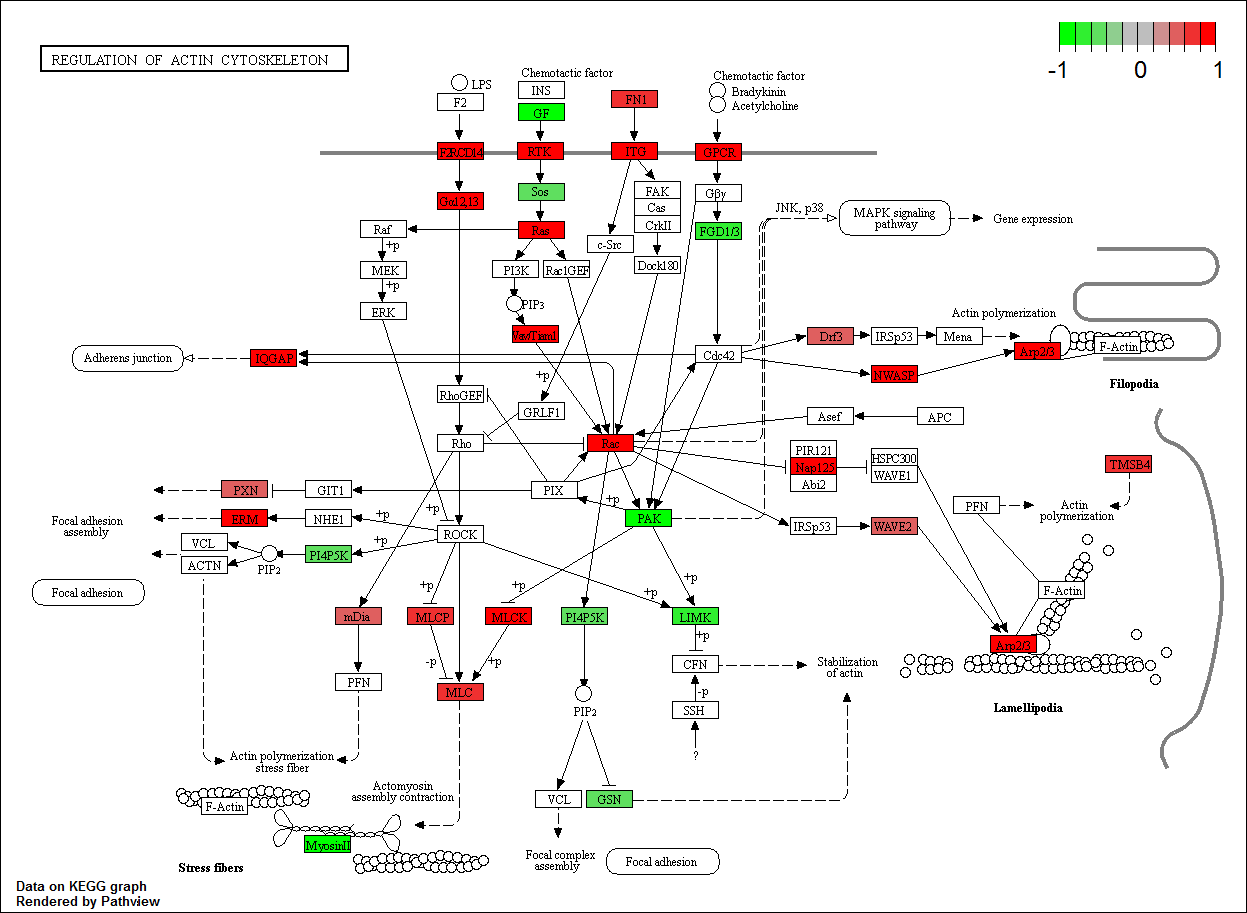 REGULATION OF ACTIN CYTOSKELETON
-1 0 1
Chemotactic factor
LPS
F2
INS
GF
FN1
Chemotactic factor
Bradykinin
Acetylcholine
RTK
ITG
GPCR
Gα12,13
Sos
FAK
Cas
CrkII
Gβγ
JNK, p38
MAPK signaling
pathway
Gene expression
Raf
Ras
FGD1/3
+p
c-Src
MEK
PI3K
Rac1GEF
Dock180
+p
ERK
PIP3
Actin polymerization
Drf3
IRSp53
Mena
Arp2/3
F-Actin
Adherens junction
IQGAP
Cdc42
NWASP
Filopodia
+p
RhoGEF
GRLF1
Asef
APC
Rho
Rac
PIR121
Nap125
Abi2
HSPC300
WAVE1
TMSB4
PXN
GIT1
PIX
+p
PFN
Actin
polymerization
Focal adhesion
assembly
ERM
NHE1
+p
+p
PAK
IRSp53
WAVE2
VCL
ACTN
PIP2
PI4P5K
+p
ROCK
Focal adhesion
+p
+p
+p
+p
F-Actin
mDia
MLCP
MLCK
PI4P5K
LIMK
+p
Arp2/3
-p
+p
CFN
Stabilization
of actin
PFN
MLC
-p
PIP2
SSH
Lamellipodia
?
Actin polymerization
stress fiber
Actomyosin
assembly contraction
F-Actin
VCL
GSN
MyosinII
Stress fibers
Focal complex
assembly
Focal adhesion
Data on KEGG graph
Rendered by Pathview